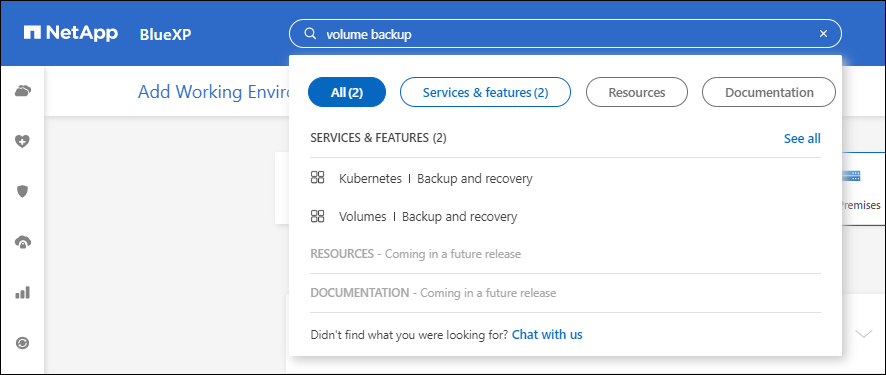 NetApp BlueXP volume backup ×
All (2) Services & features (2) Resources Documentation
Add Working Enviro
SERVICES & FEATURES (2) See all
Kubernetes | Backup and recovery
Volumes | Backup and recovery
Premises
RESOURCES - Coming in a future release
DOCUMENTATION - Coming in a future release
Didn't find what you were looking for? Chat with us